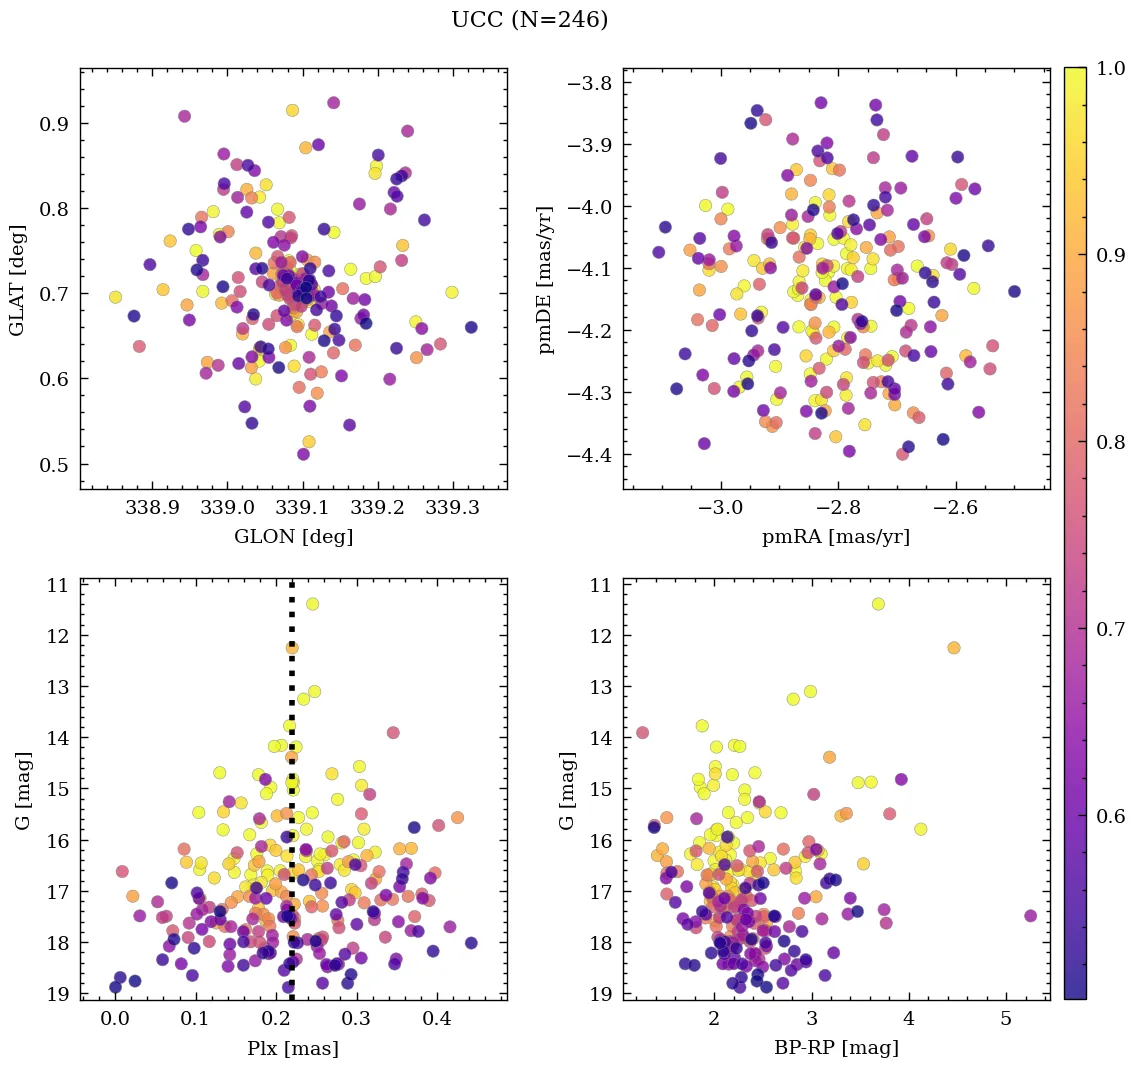 UCC (N=246)
GLAT [deg]
0.9
0.8
0.7
0.6
0.5
338.9 339.0 339.1 339.2 339.3
GLON [deg]
pmDE [mas/yr]
−3.8
−3.9
−4.0
−4.1
−4.2
−4.3
−4.4
−3.0 −2.8 −2.6
pmRA [mas/yr]
1.0
0.9
0.8
0.7
0.6
G [mag]
11
12
13
14
15
16
17
18
19
0.0 0.1 0.2 0.3 0.4
Plx [mas]
G [mag]
11
12
13
14
15
16
17
18
19
2 3 4 5
BP-RP [mag]